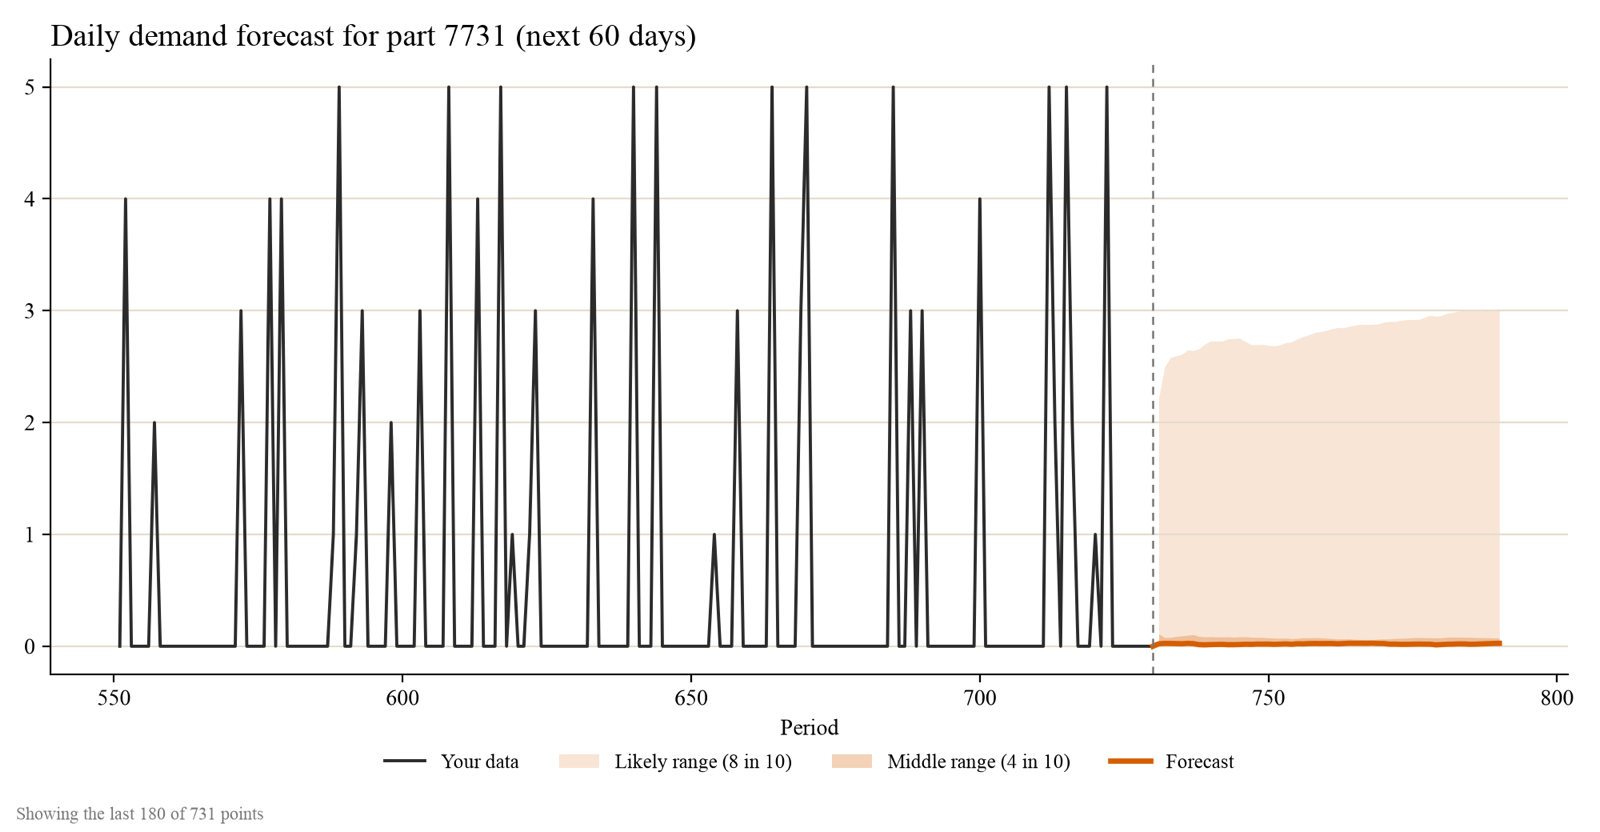 Daily demand forecast for part 7731 (next 60 days)
5
4
3
2
1
0
550 600 650 700 750 800
Period
Your data Likely range (8 in 10) Middle range (4 in 10) Forecast
Showing the last 180 of 731 points